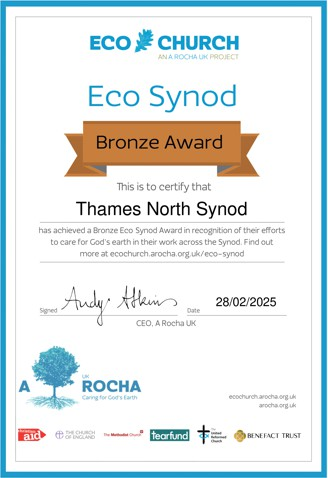 ECO CHURCH
AN A ROCHA UK PROJECT
Eco Synod
Bronze Award
This is to certify that
Thames North Synod
has achieved a Bronze Eco Synod Award in recognition of their efforts
to care for God's earth in their work across the Synod. Find out
more at ecochurch.arocha.org.uk/eco-synod
Signed Andy Atkins Date 28/02/2025
CEO, A Rocha UK
UK
A ROCHA
Caring for God's Earth
ecochurch.arocha.org.uk
arocha.org.uk
christian aid
THE CHURCH OF ENGLAND
The Methodist Church
tearfund
The United Reformed Church
BENEFACT TRUST